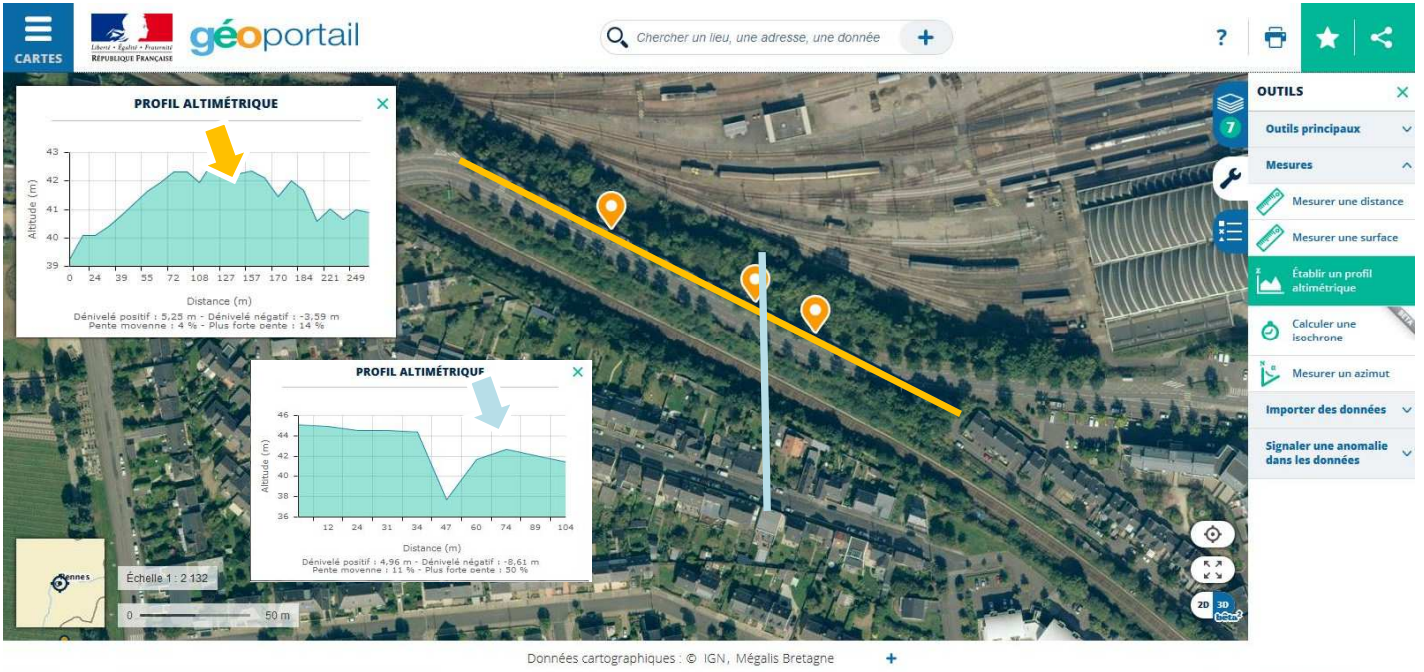 CARTES
Liberté • Égalité • Fraternité
RÉPUBLIQUE FRANÇAISE
géoportail
Chercher un lieu, une adresse, une donnée
+
?
PROFIL ALTIMÉTRIQUE ×
43
42
41
40
39
Altitude (m)
0 24 39 55 72 108 127 157 170 184 221 249
Distance (m)
Dénivelé positif : 5,25 m - Dénivelé négatif : -3,59 m
Pente moyenne : 4 % - Plus forte pente : 14 %
PROFIL ALTIMÉTRIQUE ×
46
44
42
40
38
36
Altitude (m)
12 24 31 34 47 60 74 89 104
Distance (m)
Dénivelé positif : 4,96 m - Dénivelé négatif : -8,61 m
Pente moyenne : 11 % - Plus forte pente : 50 %
7
OUTILS ×
Outils principaux
Mesures
Mesurer une distance
Mesurer une surface
Établir un profil
altimétrique
Calculer une
isochrone
BETA
Mesurer un azimut
Importer des données
Signaler une anomalie
dans les données
Rennes
Échelle 1 : 2 132
0 50 m
2D 3D
bêta
Données cartographiques : © IGN, Mégalis Bretagne +